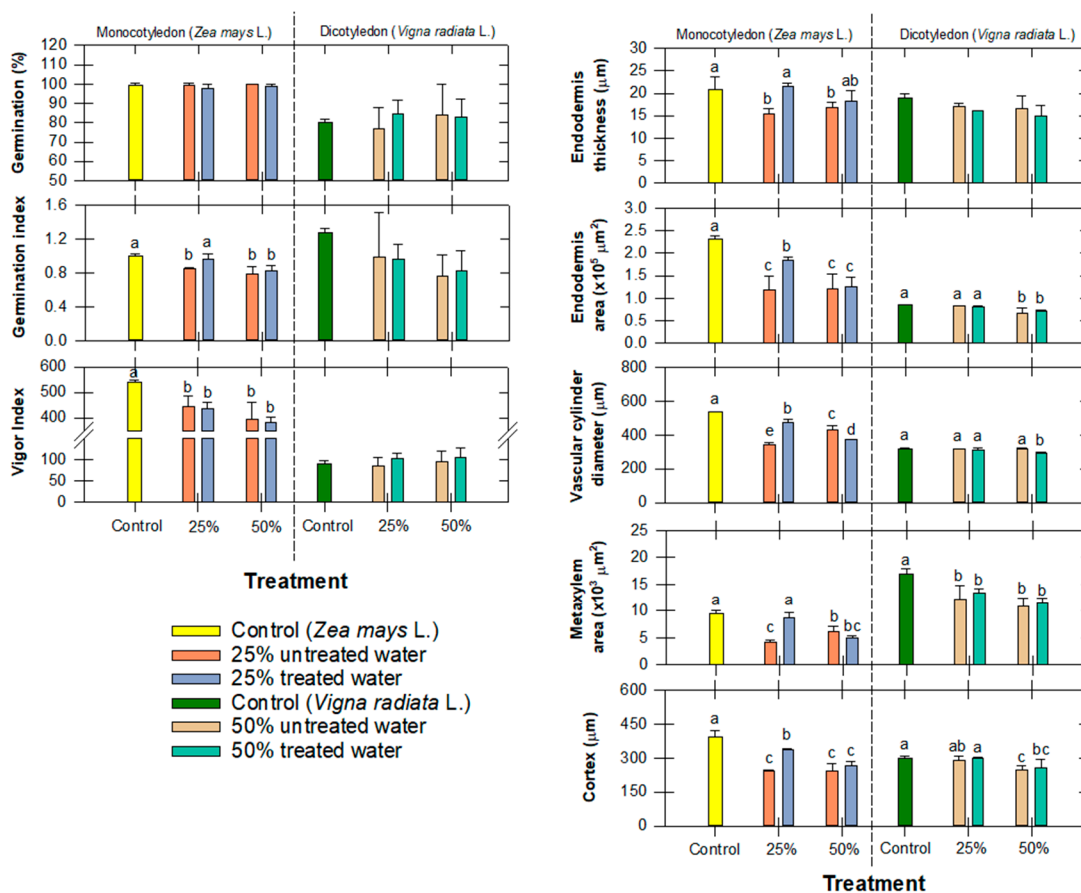 Monocotyledon (Zea mays L.) Dicotyledon (Vigna radiata L.)
Germination (%)
120
110
100
90
80
70
60
50
Germination index
1.6
1.2
0.8
0.4
0.0
a
b a
b b
Vigor Index
600
500
400
100
0
a
b b
b b
Control 25% 50% Control 25% 50%
Treatment
Control (Zea mays L.)
25% untreated water
25% treated water
Control (Vigna radiata L.)
50% untreated water
50% treated water
Monocotyledon (Zea mays L.) Dicotyledon (Vigna radiata L.)
Endodermis
thickness (μm)
30
25
20
15
10
5
0
a
b a
b ab
Endodermis
area (x10⁵ μm²)
3.0
2.5
2.0
1.5
1.0
0.5
0.0
a
c b
c c
a
a a
b b
Vascular cylinder
diameter (μm)
800
600
400
200
0
a
e b
c d
a
a a
a b
Metaxylem
area (x10³ μm²)
25
20
15
10
5
0
a
c a
b bc
a
b b
b b
Cortex (μm)
600
450
300
150
0
a
c b
c c
a
ab a
c bc
Control 25% 50% Control 25% 50%
Treatment